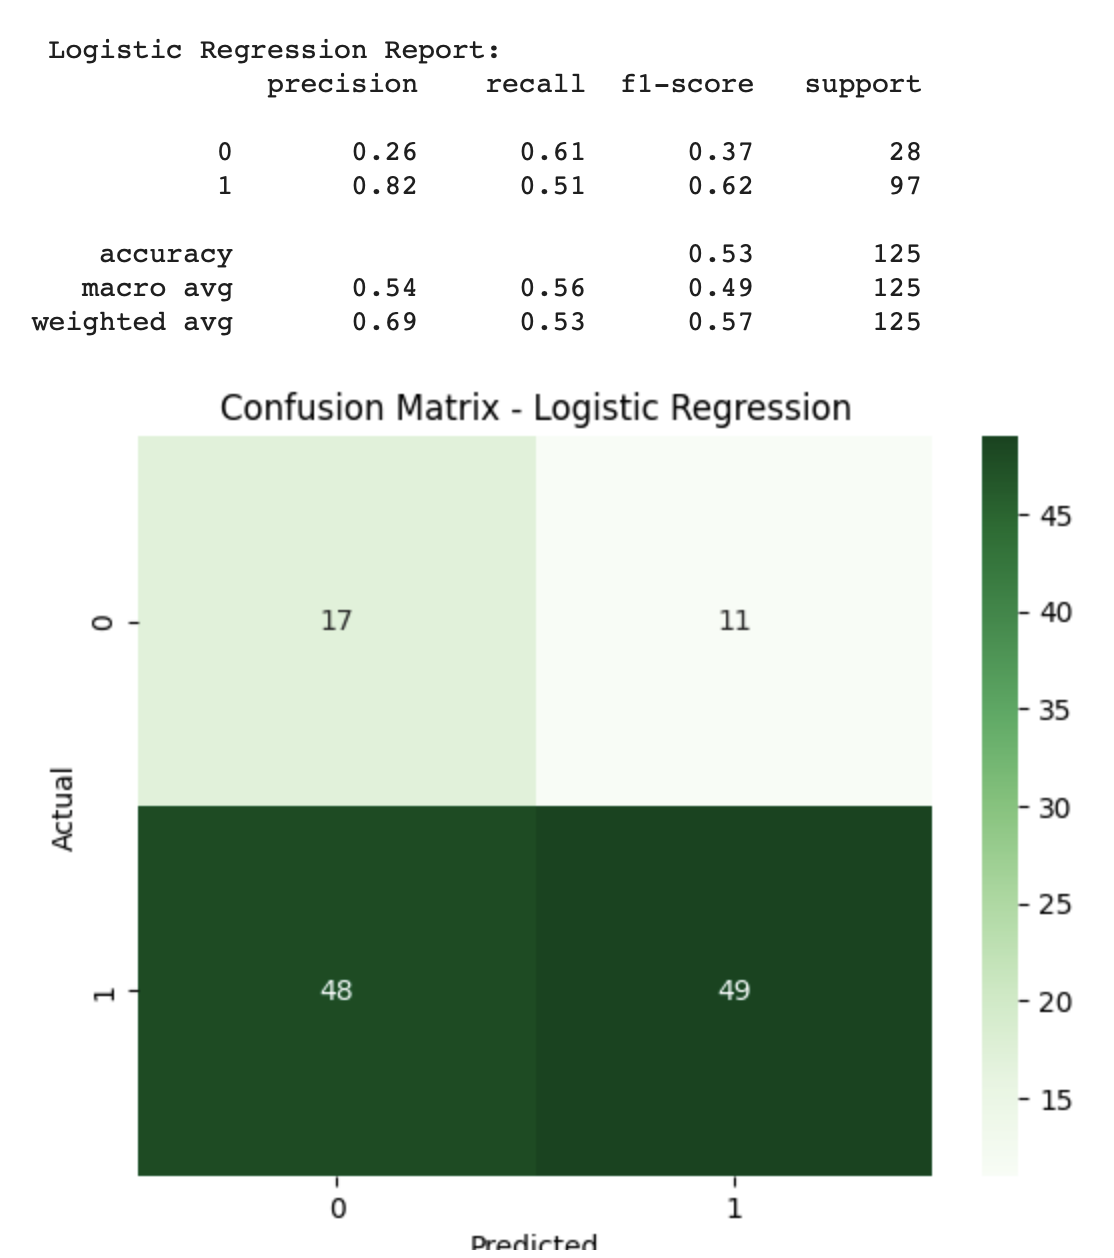 Logistic Regression Report:
precision recall f1-score support
0 0.26 0.61 0.37 28
1 0.82 0.51 0.62 97
accuracy 0.53 125
macro avg 0.54 0.56 0.49 125
weighted avg 0.69 0.53 0.57 125
Confusion Matrix - Logistic Regression
45
0 17 11
40
35
Actual
30
25
1 48 49
20
15
0 1
Predicted